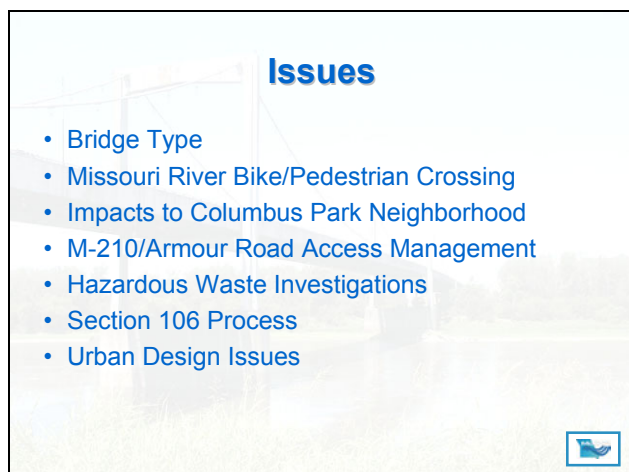 Issues
• Bridge Type
• Missouri River Bike/Pedestrian Crossing
• Impacts to Columbus Park Neighborhood
• M-210/Armour Road Access Management
• Hazardous Waste Investigations
• Section 106 Process
• Urban Design Issues